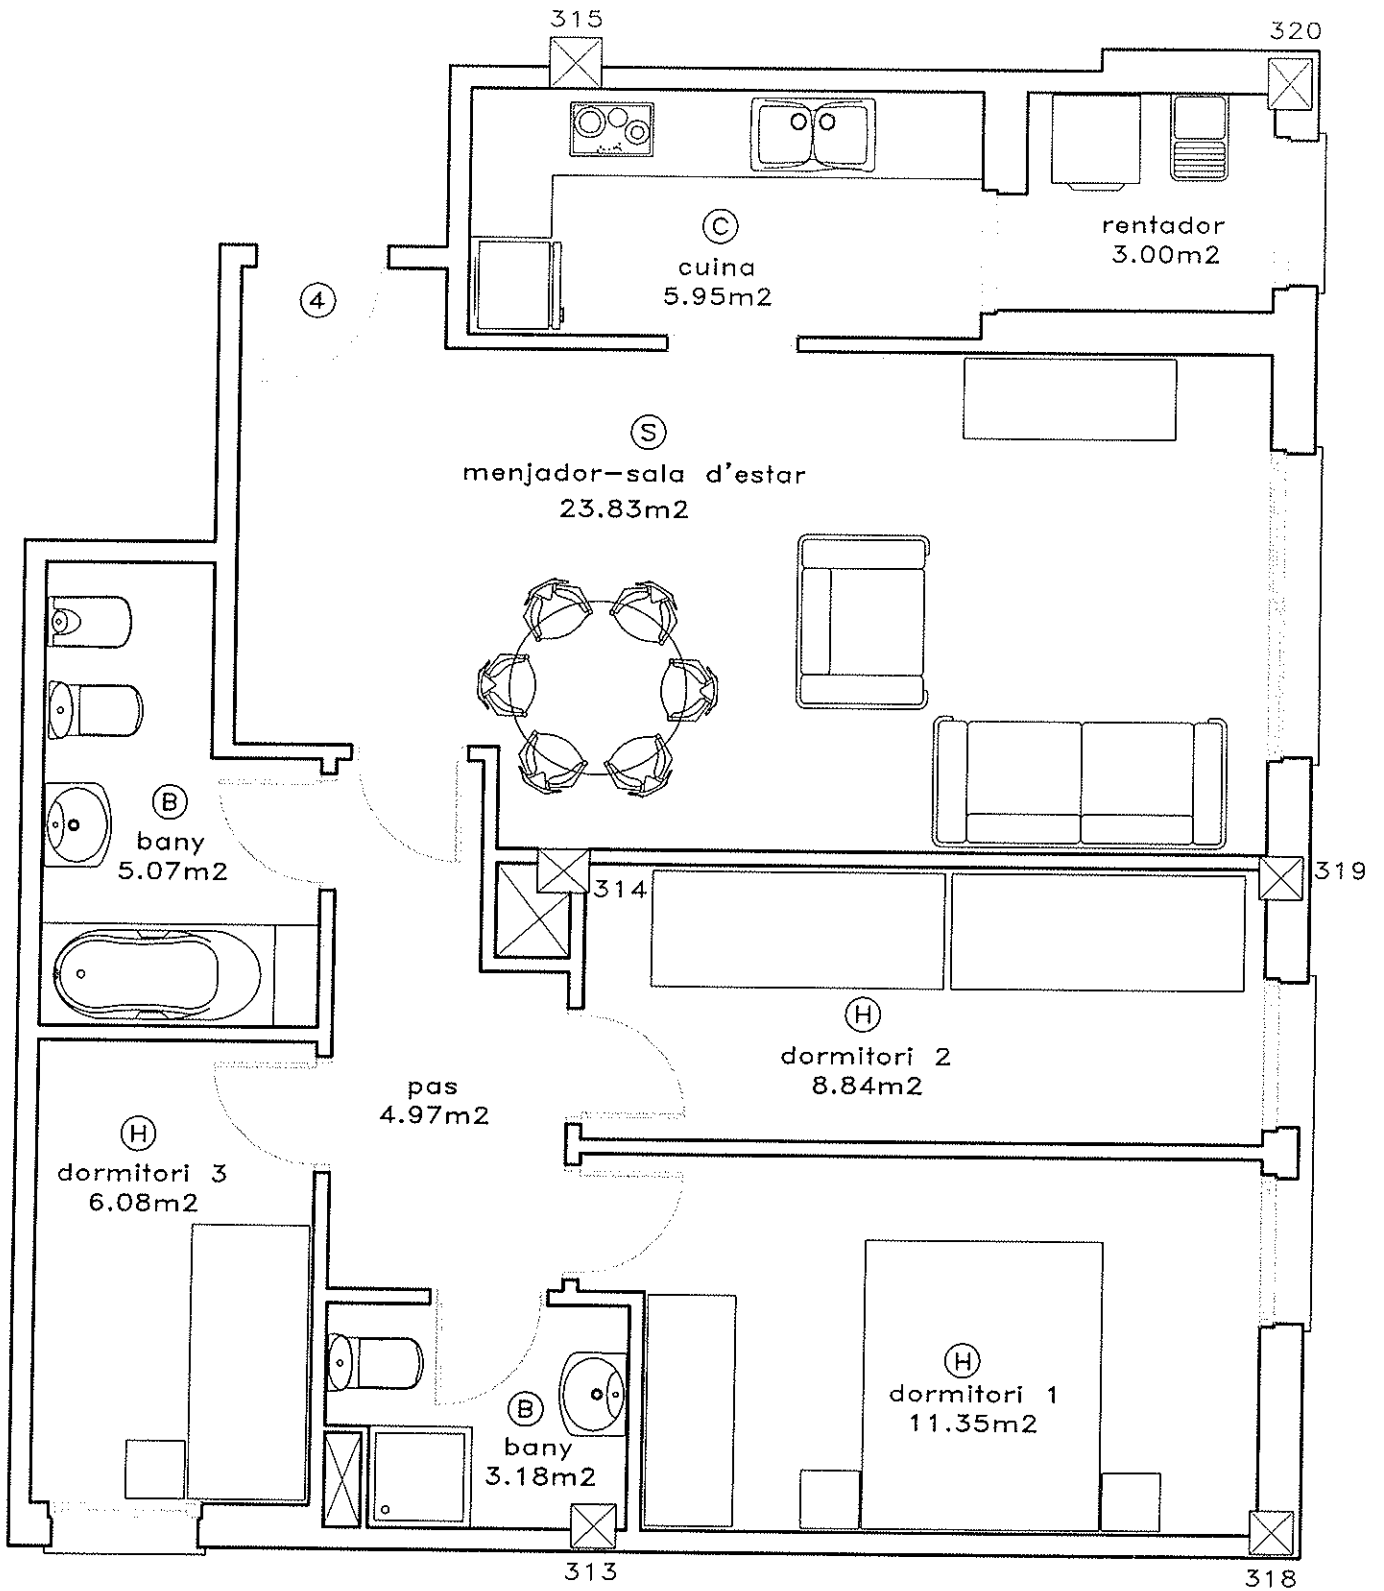 315
320
C
cuina
5.95m2
rentador
3.00m2
4
S
menjador-sala d'estar
23.83m2
B
bany
5.07m2
314
319
H
dormitori 2
8.84m2
pas
4.97m2
H
dormitori 3
6.08m2
H
dormitori 1
11.35m2
B
bany
3.18m2
313
318